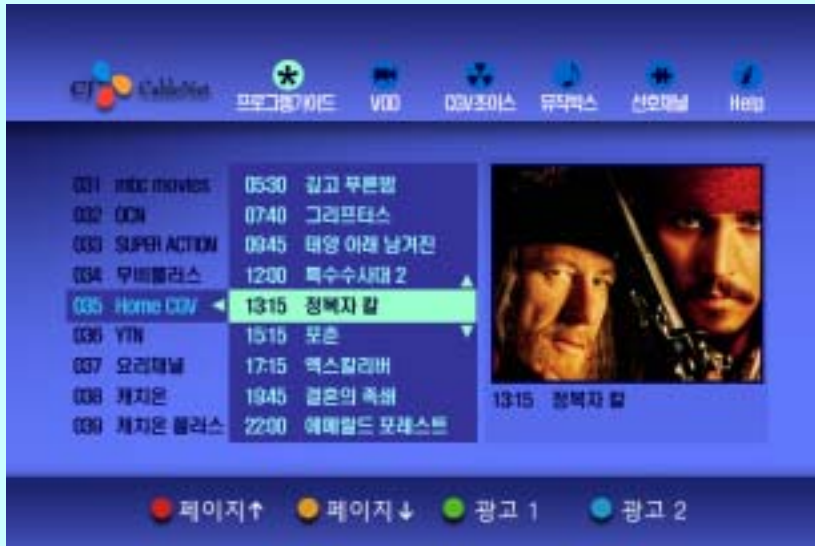 CJ CableNet
프로그램가이드 VOD CGV초이스 뮤직박스 선호채널 Help
031 mbc movies
032 OCN
033 SUPER ACTION
034 무비플러스
035 Home CGV
036 YTN
037 요리채널
038 캐치온
039 캐치온 플러스
05:30 깊고 푸른밤
07:40 그리프터스
09:45 태양 아래 남겨진
12:00 특수수사대 2
13:15 정복자 칼
15:15 포춘
17:15 엑스칼리버
19:45 결혼의 족쇄
22:00 에메랄드 포레스트
13:15 정복자 칼
페이지↑ 페이지↓ 광고 1 광고 2